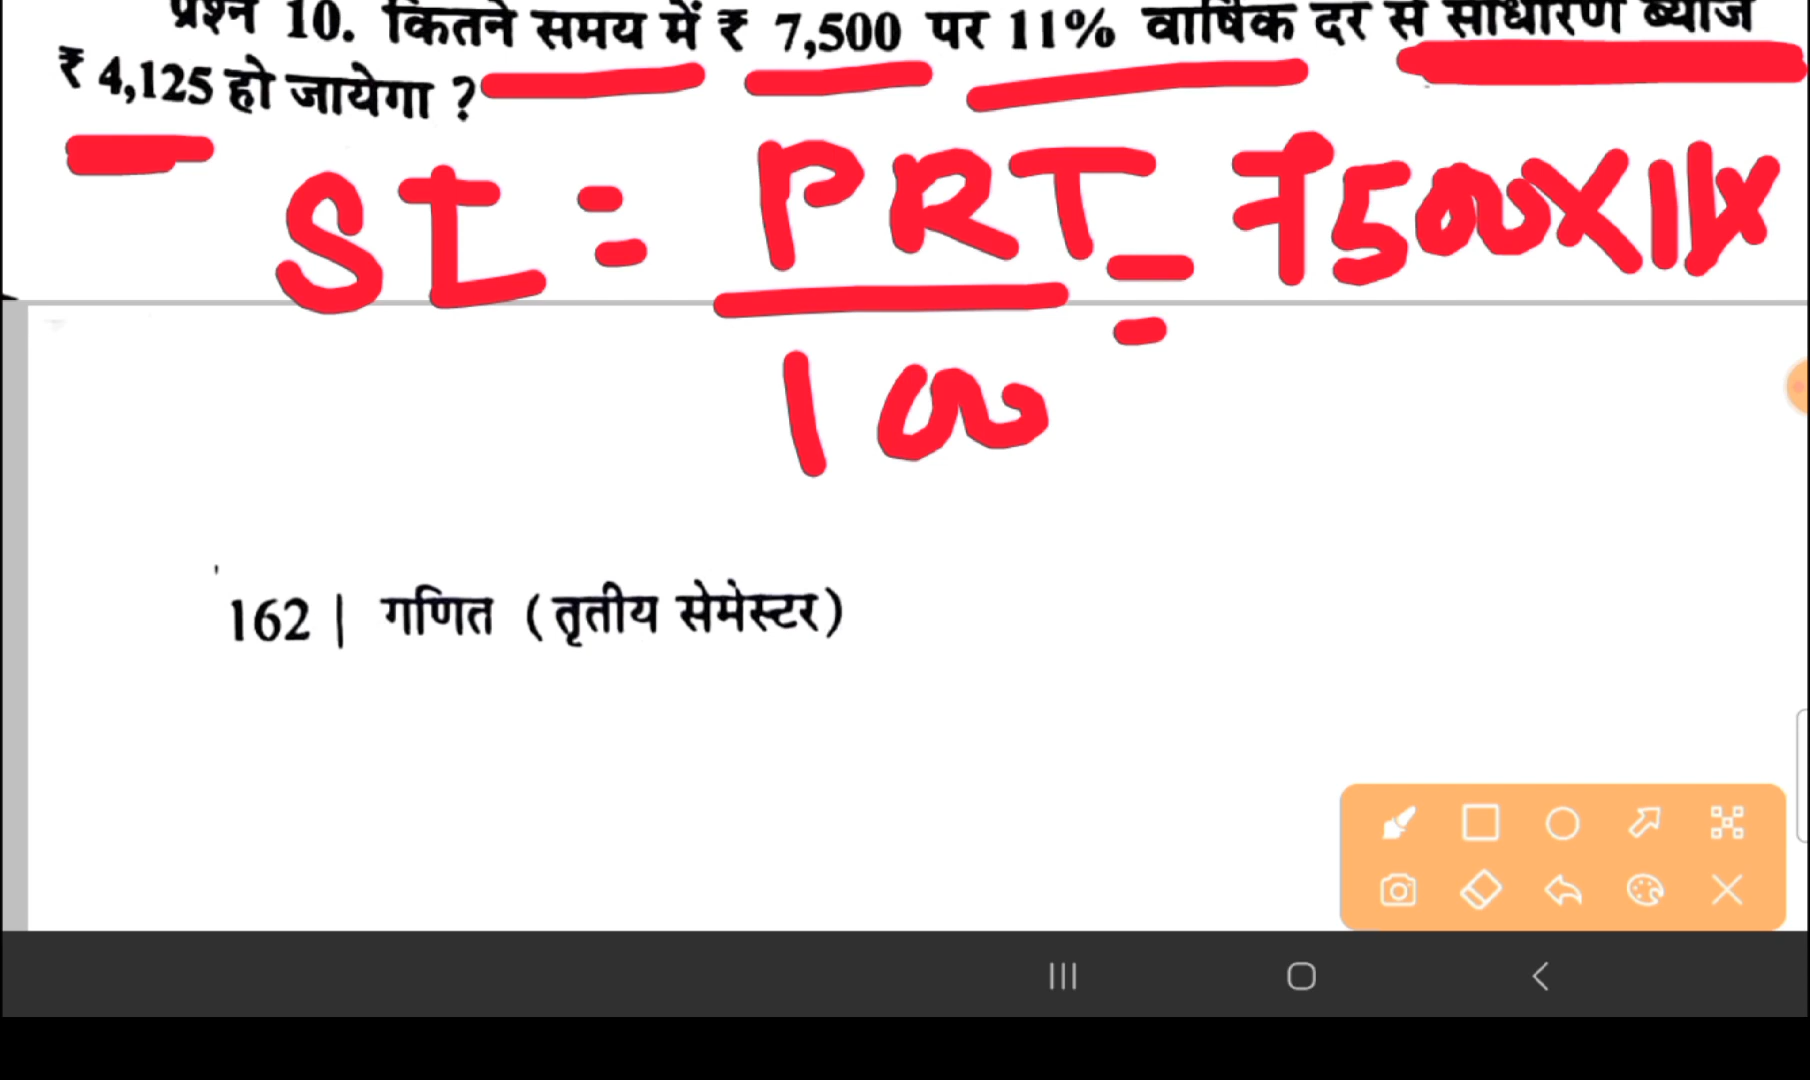 प्रश्न 10. कितने समय में ₹ 7,500 पर 11% वार्षिक दर से साधारण ब्याज
₹ 4,125 हो जायेगा ?
SI = PRT = 7500×11×
100
162 | गणित (तृतीय सेमेस्टर)